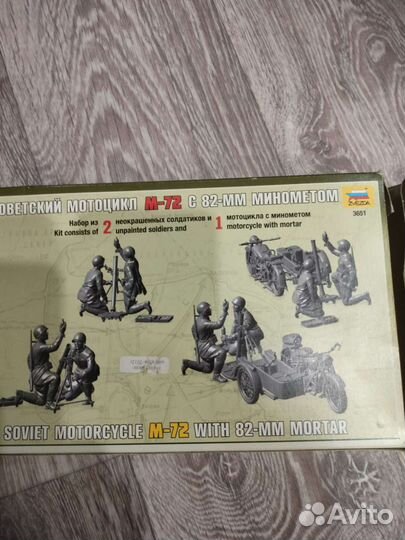 ОВЕТСКИЙ МОТОЦИКЛ М-72 С 82-ММ МИНОМЕТОМ
ZVEZDA
3651
Набор из 2 неокрашенных солдатиков и 1 мотоцикла с минометом
Kit consists of 2 unpainted soldiers and 1 motorcycle with mortar
SOVIET MOTORCYCLE M-72 WITH 82-MM MORTAR
Avito